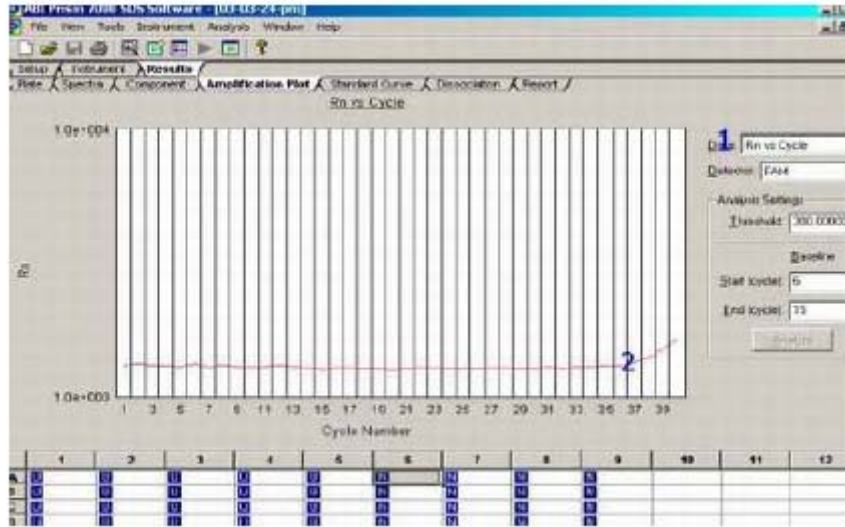 ABI Prism 7000 SDS Software - [03-03-24-pm]
File View Tools Instrument Analysis Window Help
Setup Instrument Results
Plate Spectra Component Amplification Plot Standard Curve Dissociation Report
Rn vs Cycle
1.0e+004
Rn
1.0e+003
1 3 5 7 9 11 13 15 17 19 21 23 25 27 29 31 33 35 37 39
Cycle Number
2
1
Rn vs Cycle
Detector: FAM
Analysis Settings
Threshold:
Baseline
Start (cycle): 6
End (cycle): 15
Analyze
1 2 3 4 5 6 7 8 9 10 11 12
A U U U U U N N N N
B U U U U U N N N N
C U U U U U N N N N
U U U U U N N N N